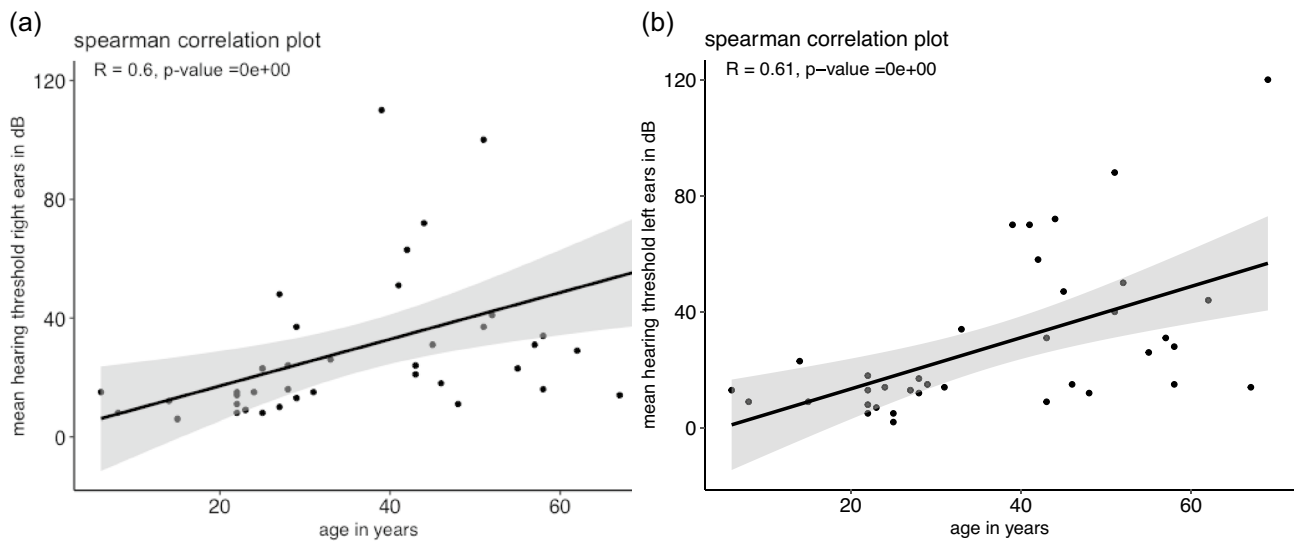 (a)
spearman correlation plot
R = 0.6, p-value =0e+00
120
80
40
0
mean hearing threshold right ears in dB
20
40
60
age in years
(b)
spearman correlation plot
R = 0.61, p−value =0e+00
120
80
40
0
mean hearing threshold left ears in dB
20
40
60
age in years